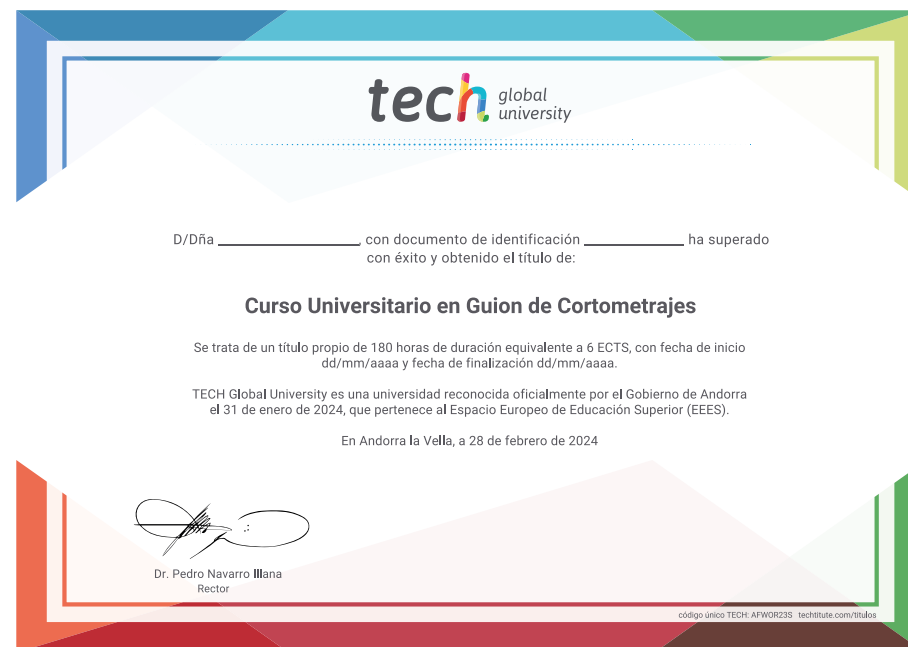 tech global university
D/Dña ____________________, con documento de identificación ______________ ha superado
con éxito y obtenido el título de:
Curso Universitario en Guion de Cortometrajes
Se trata de un título propio de 180 horas de duración equivalente a 6 ECTS, con fecha de inicio
dd/mm/aaaa y fecha de finalización dd/mm/aaaa.
TECH Global University es una universidad reconocida oficialmente por el Gobierno de Andorra
el 31 de enero de 2024, que pertenece al Espacio Europeo de Educación Superior (EEES).
En Andorra la Vella, a 28 de febrero de 2024
Dr. Pedro Navarro Illana
Rector
código único TECH: AFWOR23S techtitute.com/titulos